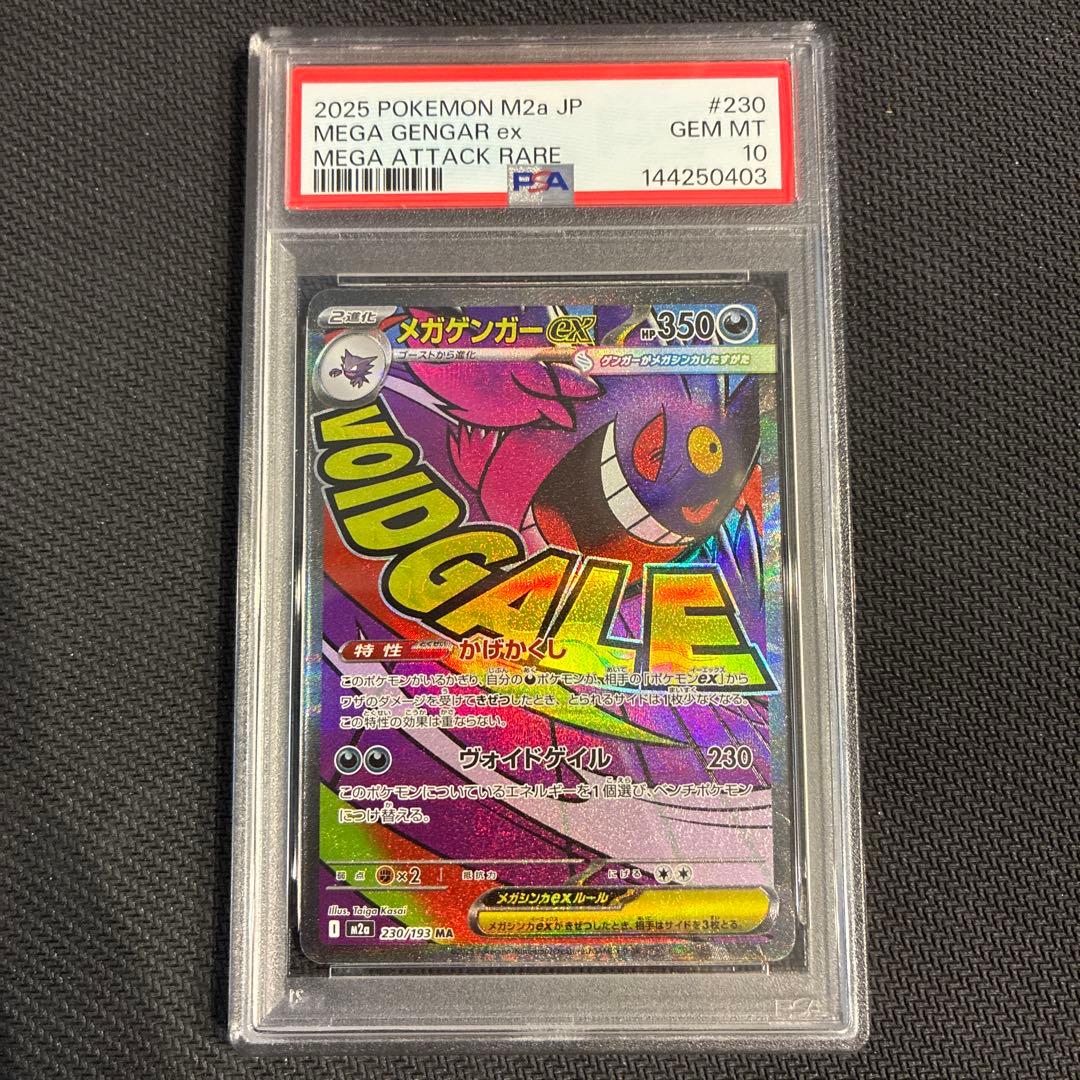 2025 POKEMON M2a JP #230
MEGA GENGAR ex GEM MT
MEGA ATTACK RARE 10
PSA 144250403
2進化 メガゲンガーex HP350
ゴーストから進化 ゲンガーがメガシンカしたすがた
VOID GALE
特性 かげかくし
このポケモンがいるかぎり、自分のポケモンが、相手の「ポケモンex」から
ワザのダメージを受けてきぜつしたとき、とられるサイドは1枚少なくなる。
この特性の効果は重ならない。
ヴォイドゲイル 230
このポケモンについているエネルギーを1個選び、ベンチポケモン
につけ替える。
弱点 ×2 抵抗力 にげる
メガシンカexルール
メガシンカexがきぜつしたとき、相手はサイドを3枚とる。
Illus. Taiga Kasai
I M2a 230/193 MA